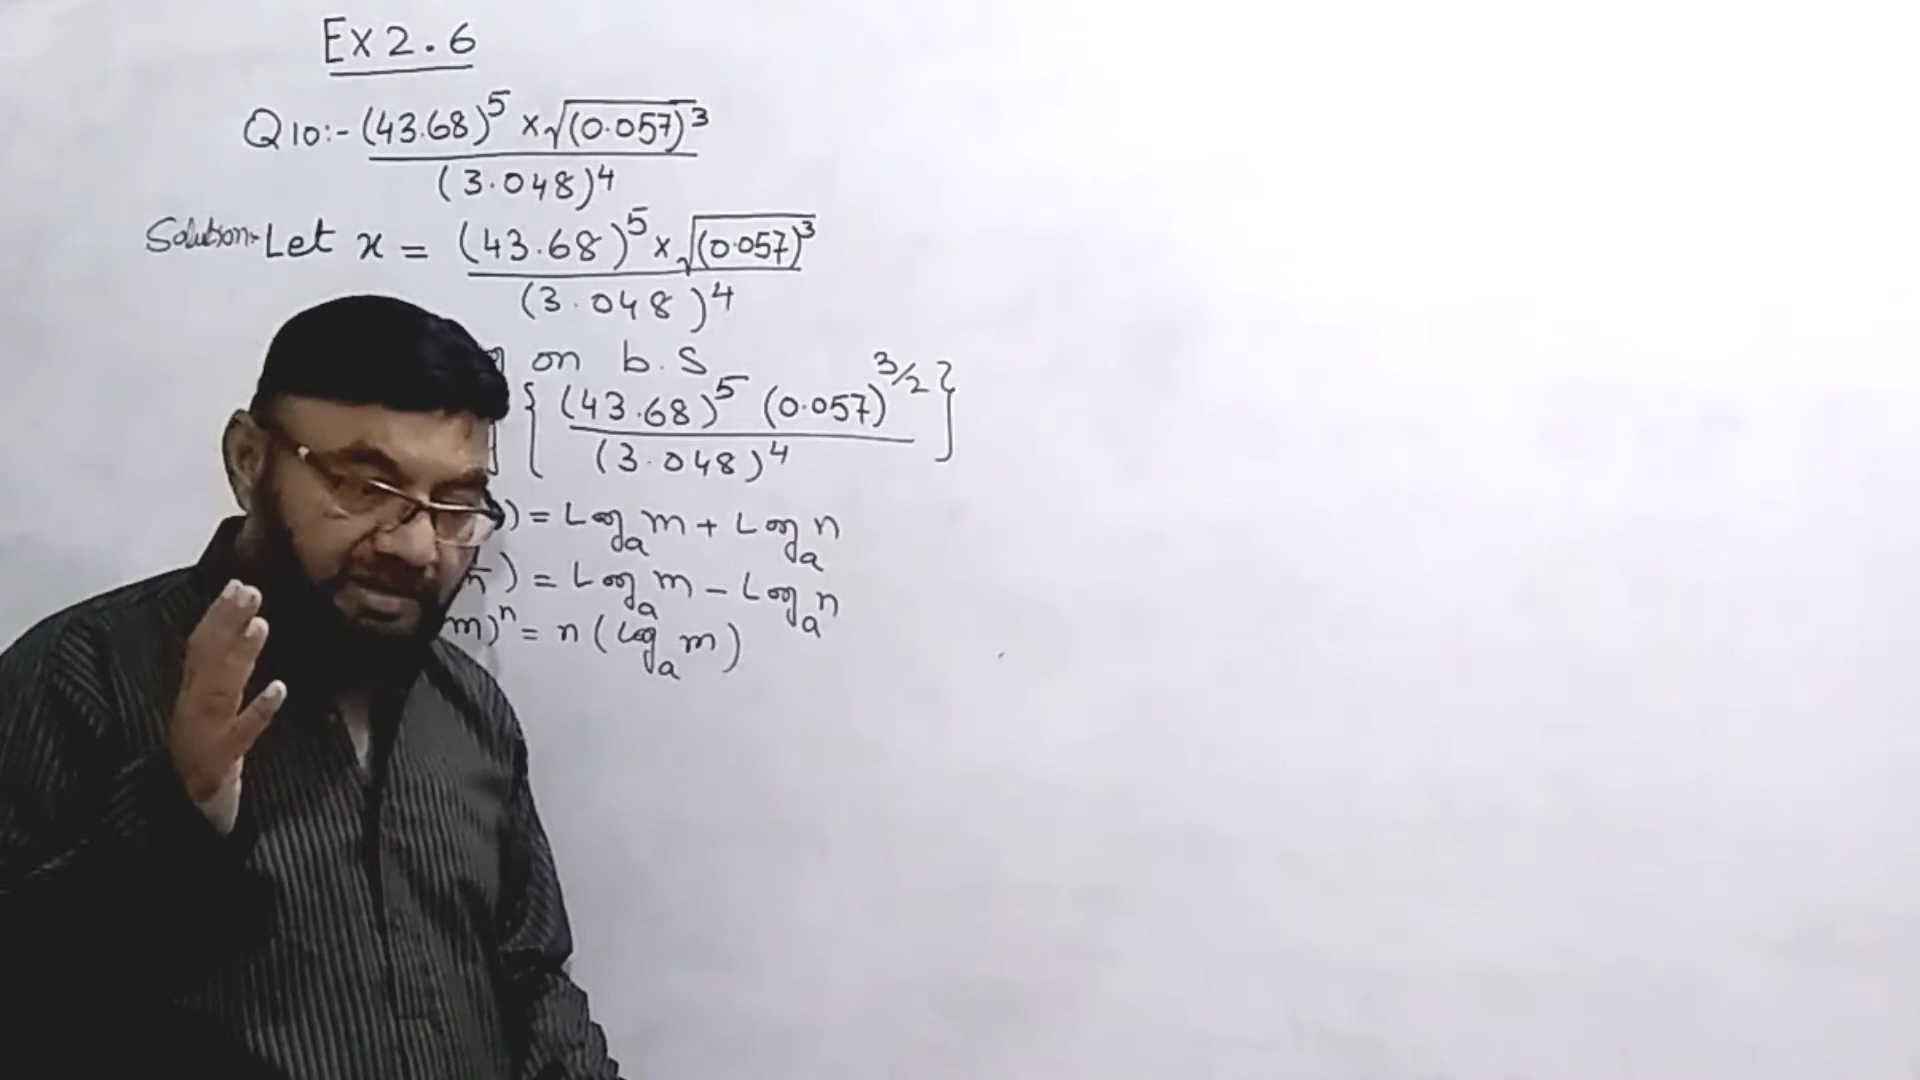 Ex 2.6
Q10:- (43.68)^5 × √(0.057)^3
(3.048)^4
Solution:- Let x = (43.68)^5 × √(0.057)^3
(3.048)^4
on b.s
{ (43.68)^5 (0.057)^3/2 }
(3.048)^4
) = Log_a m + Log_a n
) = Log_a m - Log_a n
m)^n = n (Log_a m)